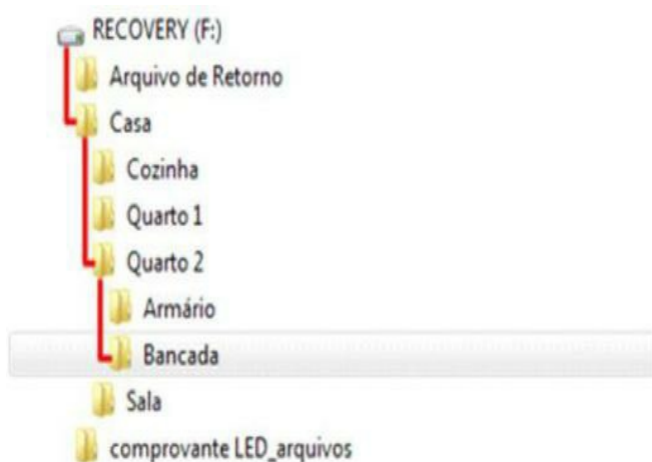 RECOVERY (F:)
Arquivo de Retorno
Casa
Cozinha
Quarto 1
Quarto 2
Armário
Bancada
Sala
comprovante LED_arquivos